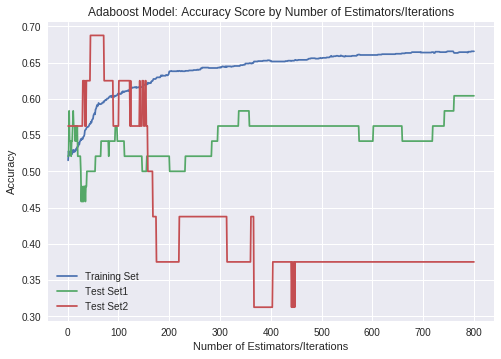 Adaboost Model: Accuracy Score by Number of Estimators/Iterations
0.70
0.65
0.60
0.55
0.50
0.45
0.40
0.35
0.30
Accuracy
Training Set
Test Set1
Test Set2
0 100 200 300 400 500 600 700 800
Number of Estimators/Iterations